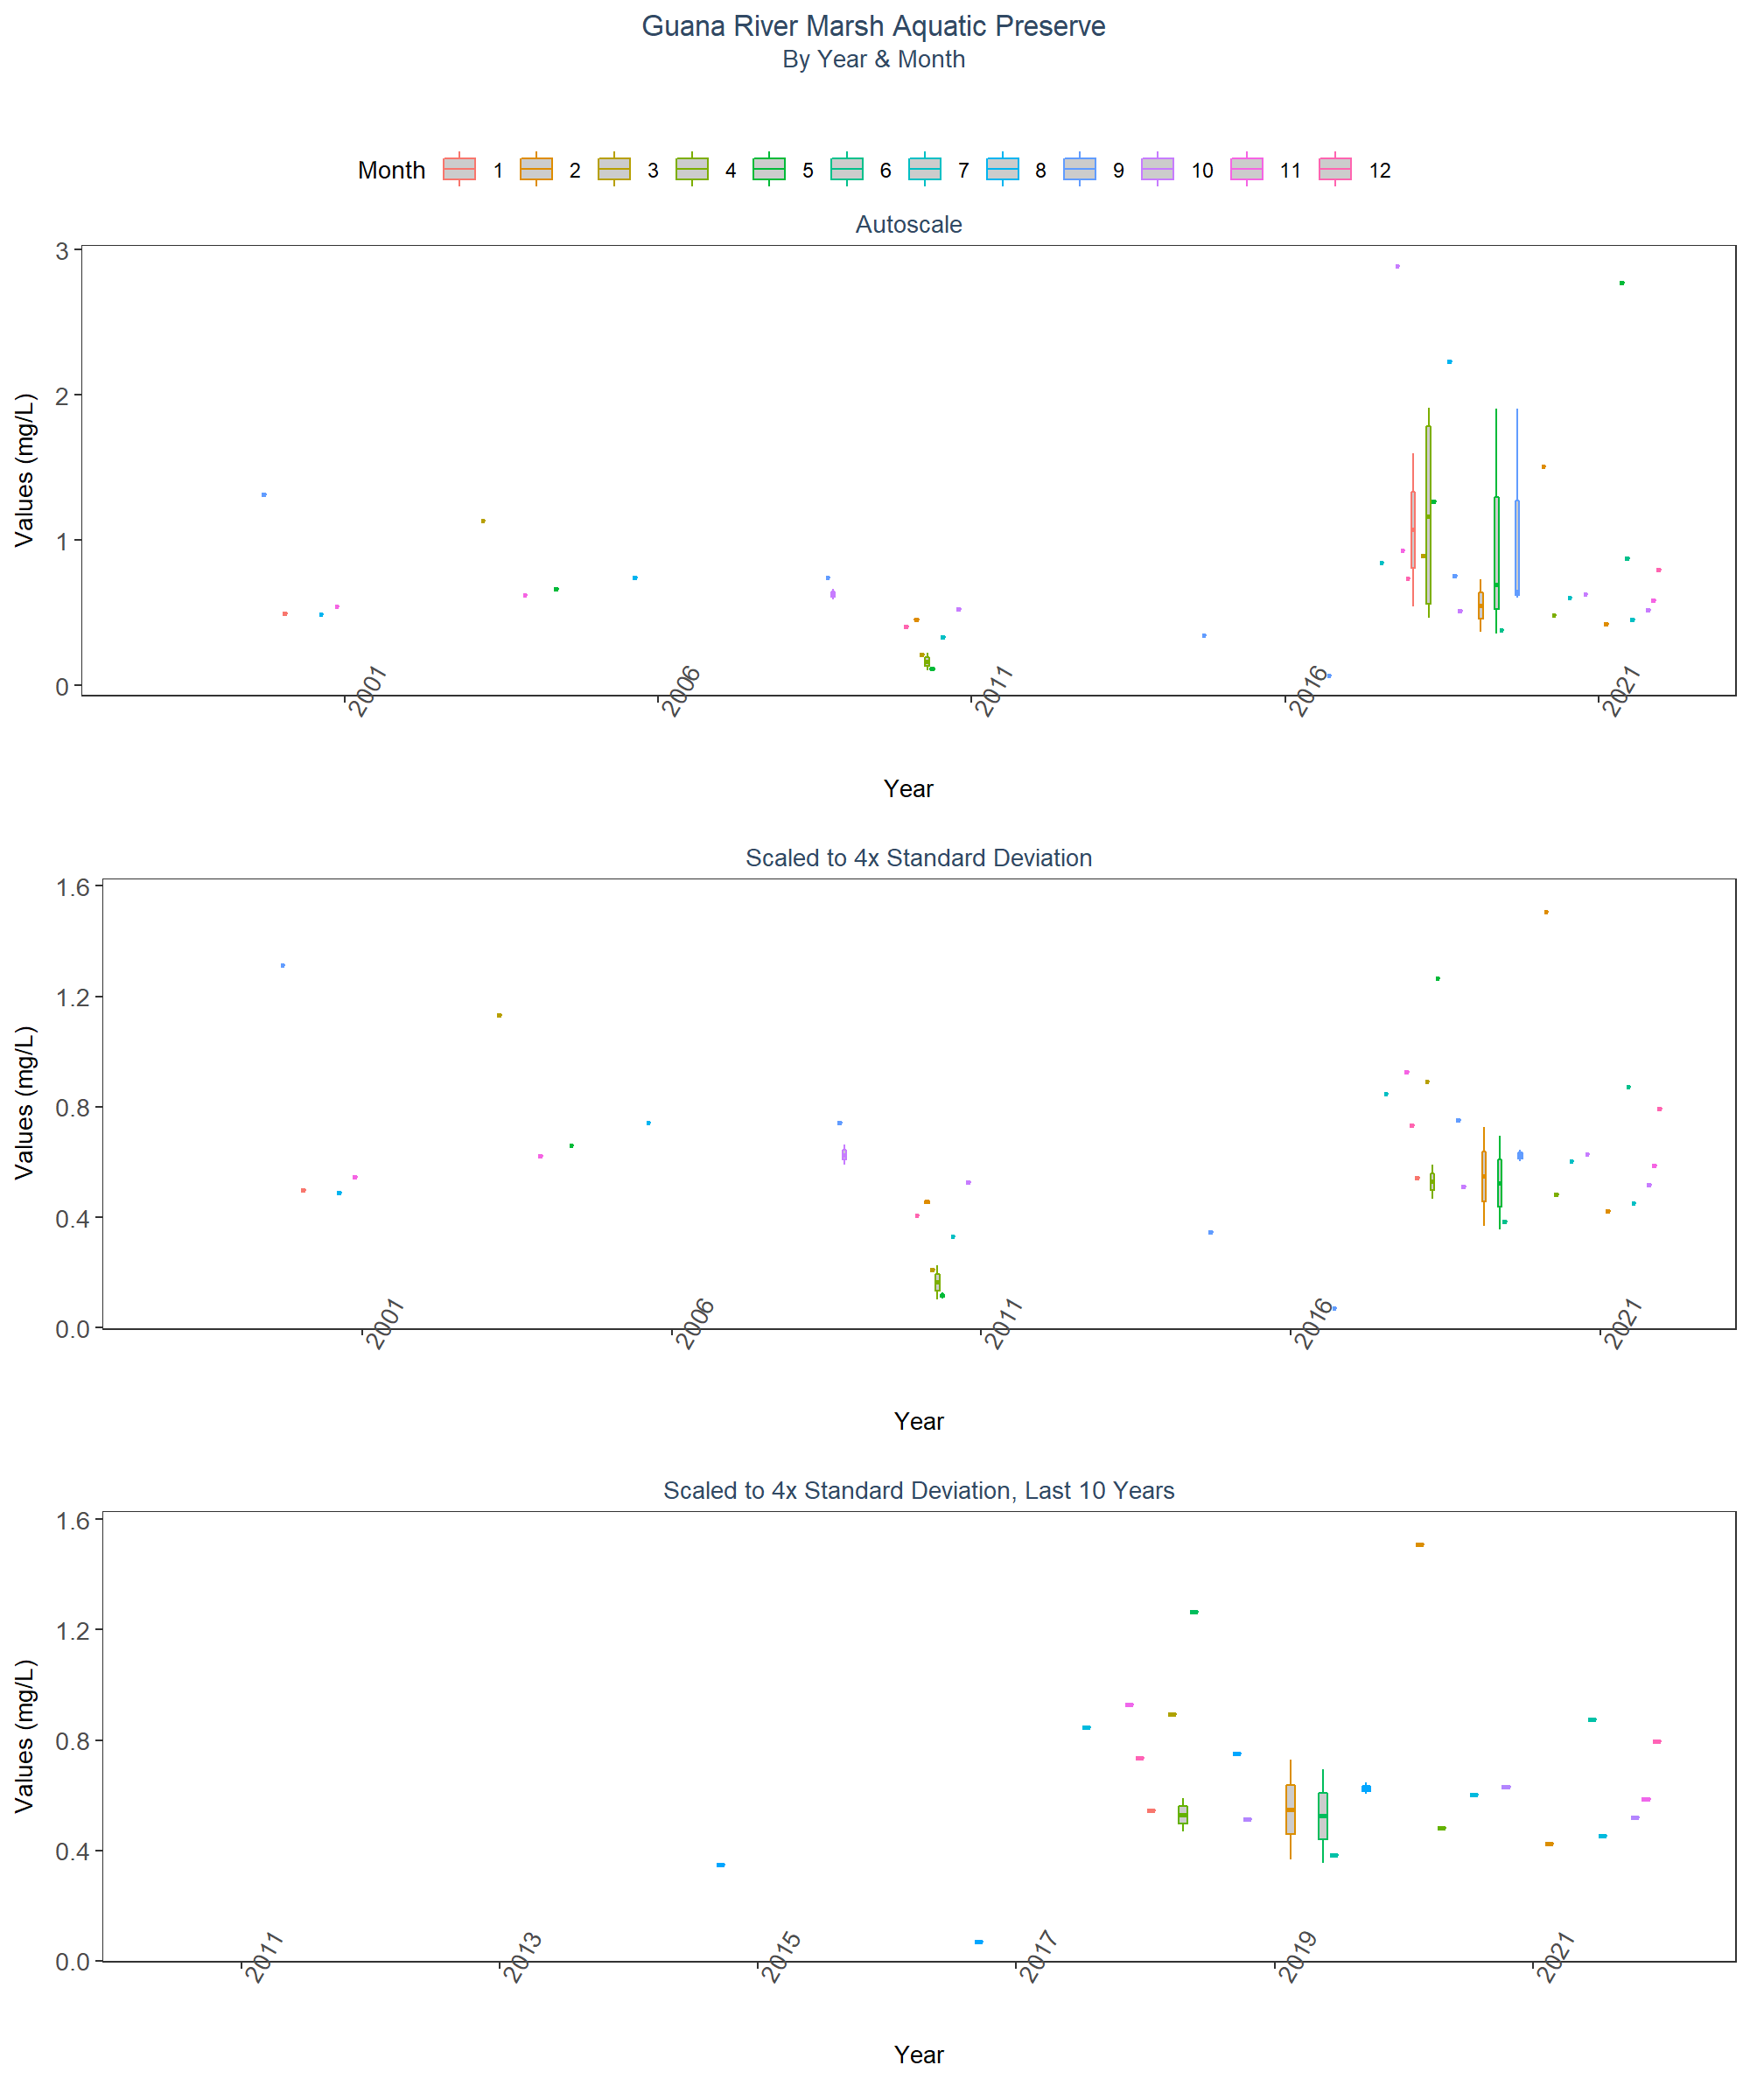 Guana River Marsh Aquatic Preserve
By Year & Month
Month 1 2 3 4 5 6 7 8 9 10 11 12
Autoscale
Values (mg/L)
3
2
1
0
2001 2006 2011 2016 2021
Year
Scaled to 4x Standard Deviation
Values (mg/L)
1.6
1.2
0.8
0.4
0.0
2001 2006 2011 2016 2021
Year
Scaled to 4x Standard Deviation, Last 10 Years
Values (mg/L)
1.6
1.2
0.8
0.4
0.0
2011 2013 2015 2017 2019 2021
Year